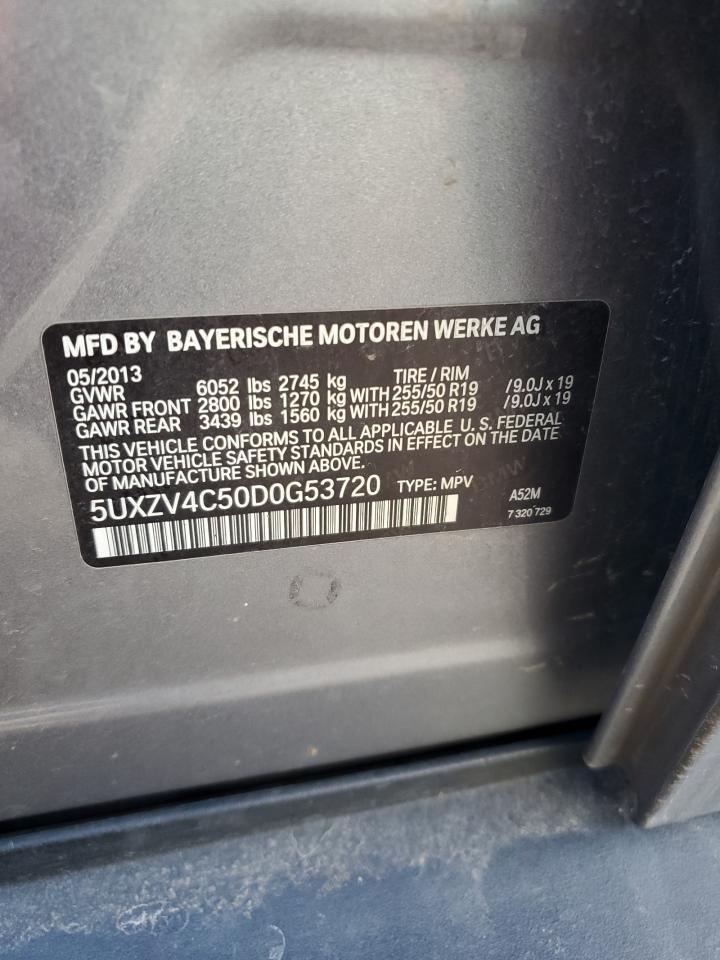 MFD BY BAYERISCHE MOTOREN WERKE AG
05/2013 TIRE / RIM
GVWR 6052 lbs 2745 kg
GAWR FRONT 2800 lbs 1270 kg WITH 255/50 R19 /9.0J x 19
GAWR REAR 3439 lbs 1560 kg WITH 255/50 R19 /9.0J x 19
THIS VEHICLE CONFORMS TO ALL APPLICABLE U. S. FEDERAL
MOTOR VEHICLE SAFETY STANDARDS IN EFFECT ON THE DATE
OF MANUFACTURE SHOWN ABOVE.
5UXZV4C50D0G53720 TYPE: MPV
A52M
7 320 729